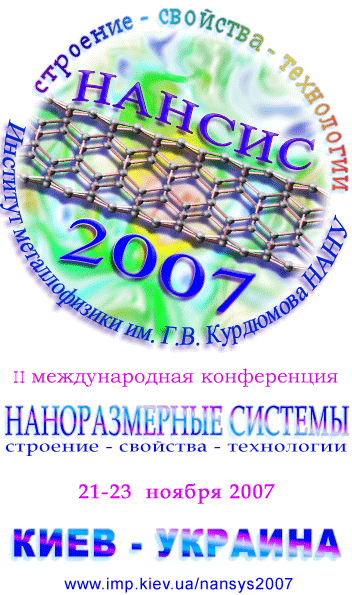 строение - свойства - технологии
НАНСИС
2007
Институт металлофизики им. Г.В. Курдюмова НАНУ
II международная конференция
НАНОРАЗМЕРНЫЕ СИСТЕМЫ
строение - свойства - технологии
21-23 ноября 2007
КИЕВ - УКРАИНА
www.imp.kiev.ua/nansys2007